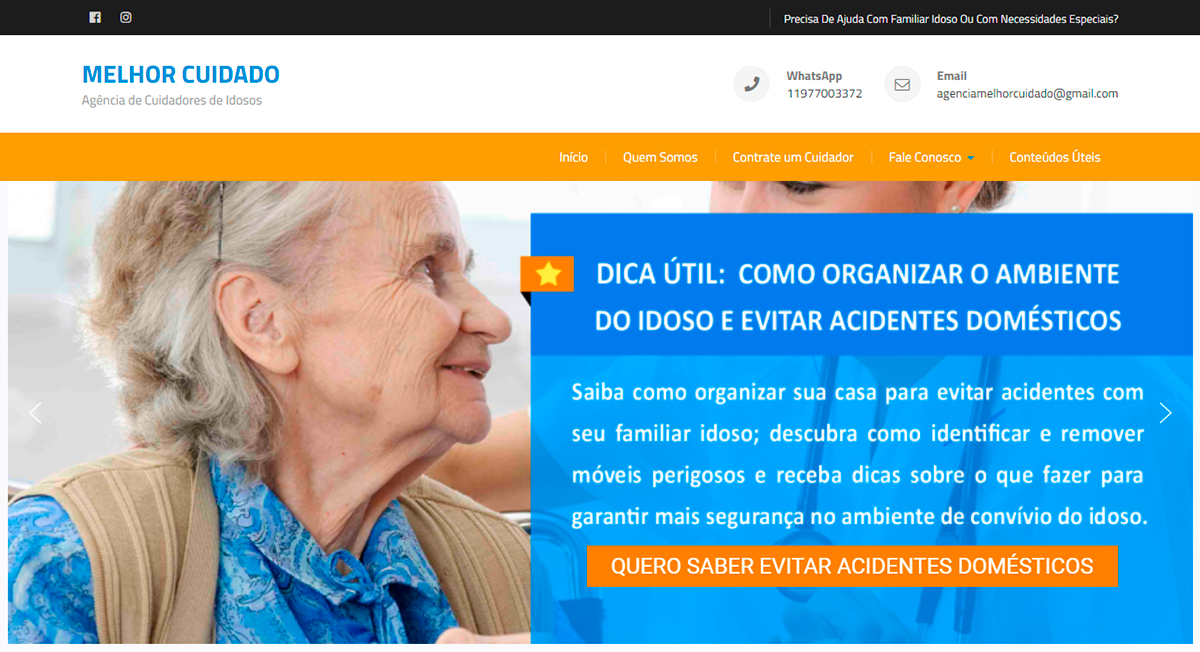 Precisa De Ajuda Com Familiar Idoso Ou Com Necessidades Especiais?
MELHOR CUIDADO
Agência de Cuidadores de Idosos
WhatsApp
11977003372
Email
agenciamelhorcuidado@gmail.com
Início
Quem Somos
Contrate um Cuidador
Fale Conosco
Conteúdos Úteis
DICA ÚTIL: COMO ORGANIZAR O AMBIENTE
DO IDOSO E EVITAR ACIDENTES DOMÉSTICOS
Saiba como organizar sua casa para evitar acidentes com
seu familiar idoso; descubra como identificar e remover
móveis perigosos e receba dicas sobre o que fazer para
garantir mais segurança no ambiente de convívio do idoso.
QUERO SABER EVITAR ACIDENTES DOMÉSTICOS